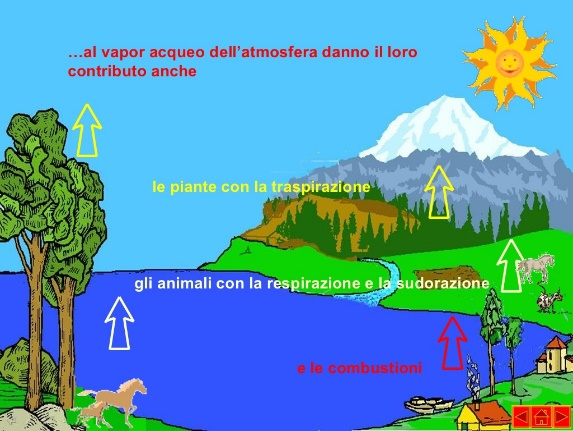 …al vapor acqueo dell'atmosfera danno il loro
contributo anche
le piante con la traspirazione
gli animali con la respirazione e la sudorazione
e le combustioni